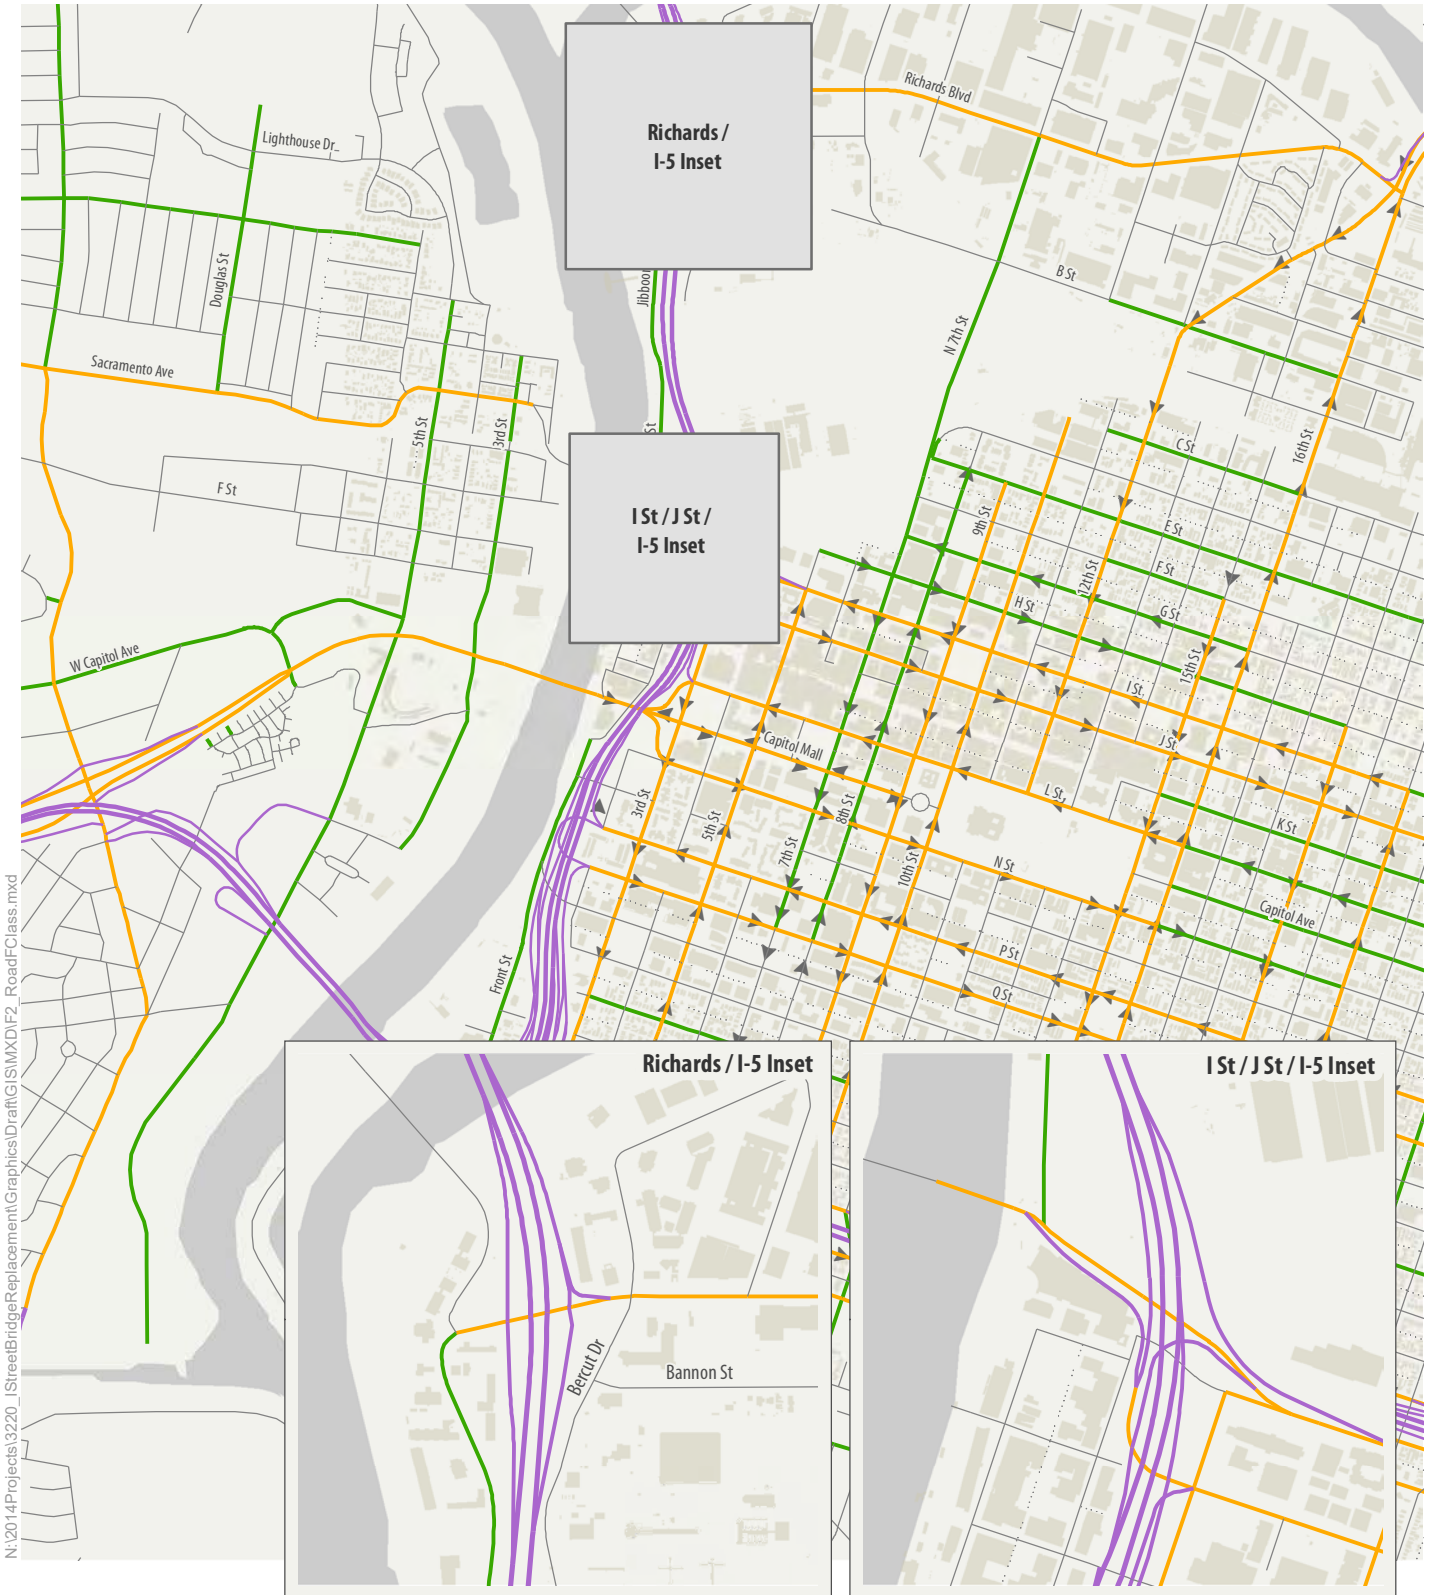 Richards /
I-5 Inset
Richards Blvd
Lighthouse Dr
Douglas St
Jibboom
St
B St
N 7th St
Sacramento Ave
5th St
3rd St
F St
I St / J St /
I-5 Inset
16th St
C St
9th St
E St
F St
12th St
H St
G St
15th St
W Capitol Ave
I St
J St
Capitol Mall
L St
3rd St
5th St
8th St
7th St
10th St
K St
N St
Capitol Ave
P St
Q St
Front St
Richards / I-5 Inset
Bercut Dr
Bannon St
I St / J St / I-5 Inset
N:\2014Projects\3220_IStreetBridgeReplacement\Graphics\Draft\GIS\MXD\F2_RoadFClass.mxd